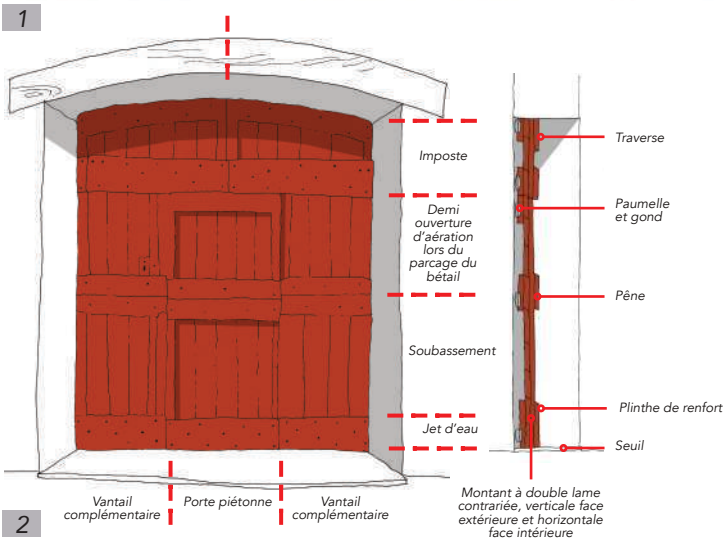 1
Imposte
Demi
ouverture
d'aération
lors du
parcage du
bétail
Soubassement
Jet d'eau
Traverse
Paumelle
et gond
Pêne
Plinthe de renfort
Seuil
Vantail
complémentaire
Porte piétonne
Vantail
complémentaire
Montant à double lame
contrariée, verticale face
extérieure et horizontale
face intérieure
2